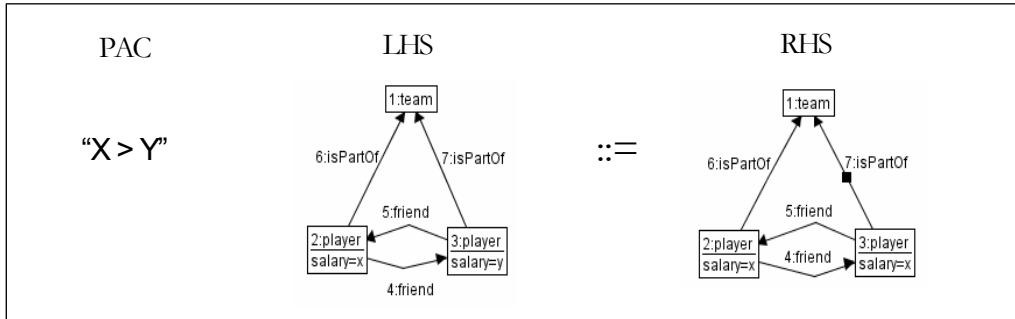 PAC
LHS
RHS
1:team
1:team
“X > Y”
6:isPartOf
7:isPartOf
::=
6:isPartOf
7:isPartOf
5:friend
5:friend
2:player
salary=x
3:player
salary=y
2:player
salary=x
3:player
salary=x
4:friend
4:friend